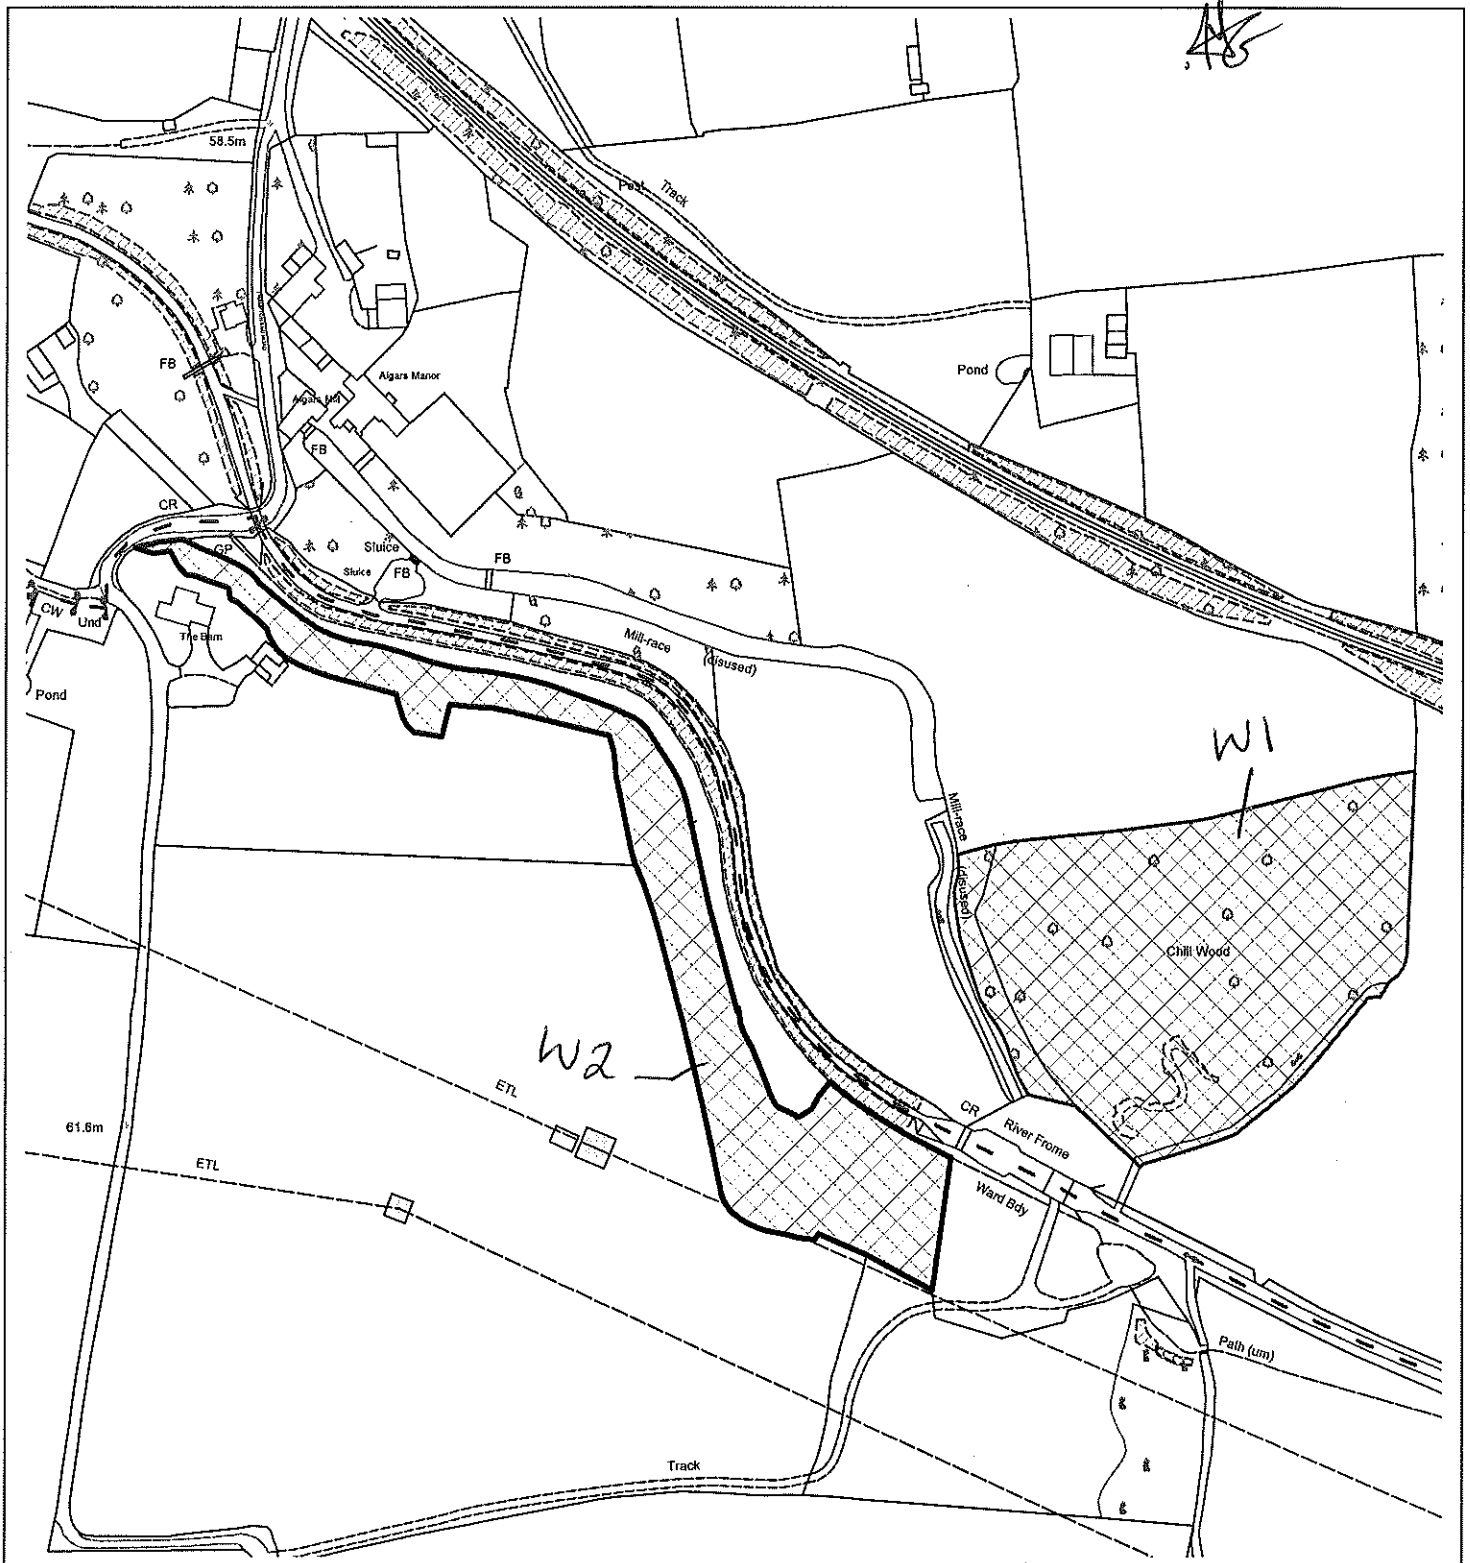 58.5m
Post
Track
FB
Algars Manor
Algars Mill
FB
Pond
CR
GP
Sluice
Sluice
FB
FB
CW
Und
The Barn
Mill-race
(disused)
Pond
W1
Mill-race
(disused)
Chill Wood
W2
ETL
CR
River Frome
61.6m
ETL
Ward Bdy
Path (um)
Track